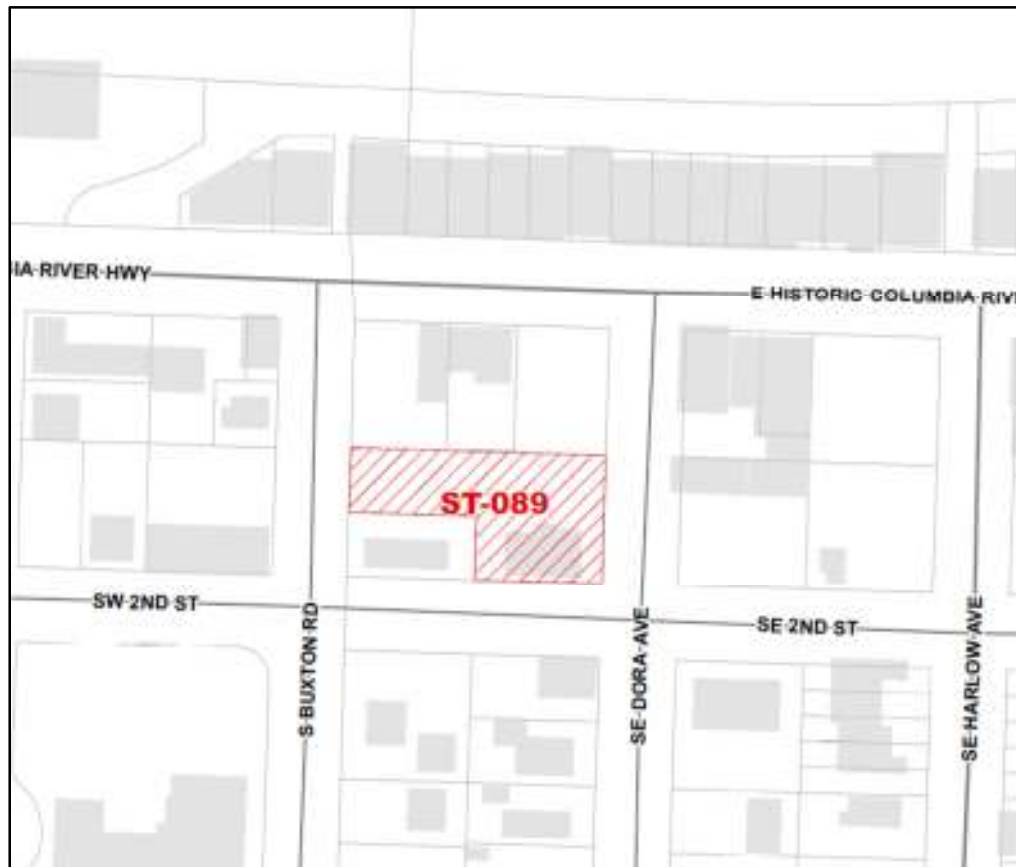 IA RIVER HWY
E HISTORIC COLUMBIA RIV
ST-089
SW 2ND ST
SE 2ND ST
S BUXTON RD
SE DORA AVE
SE HARLOW AVE